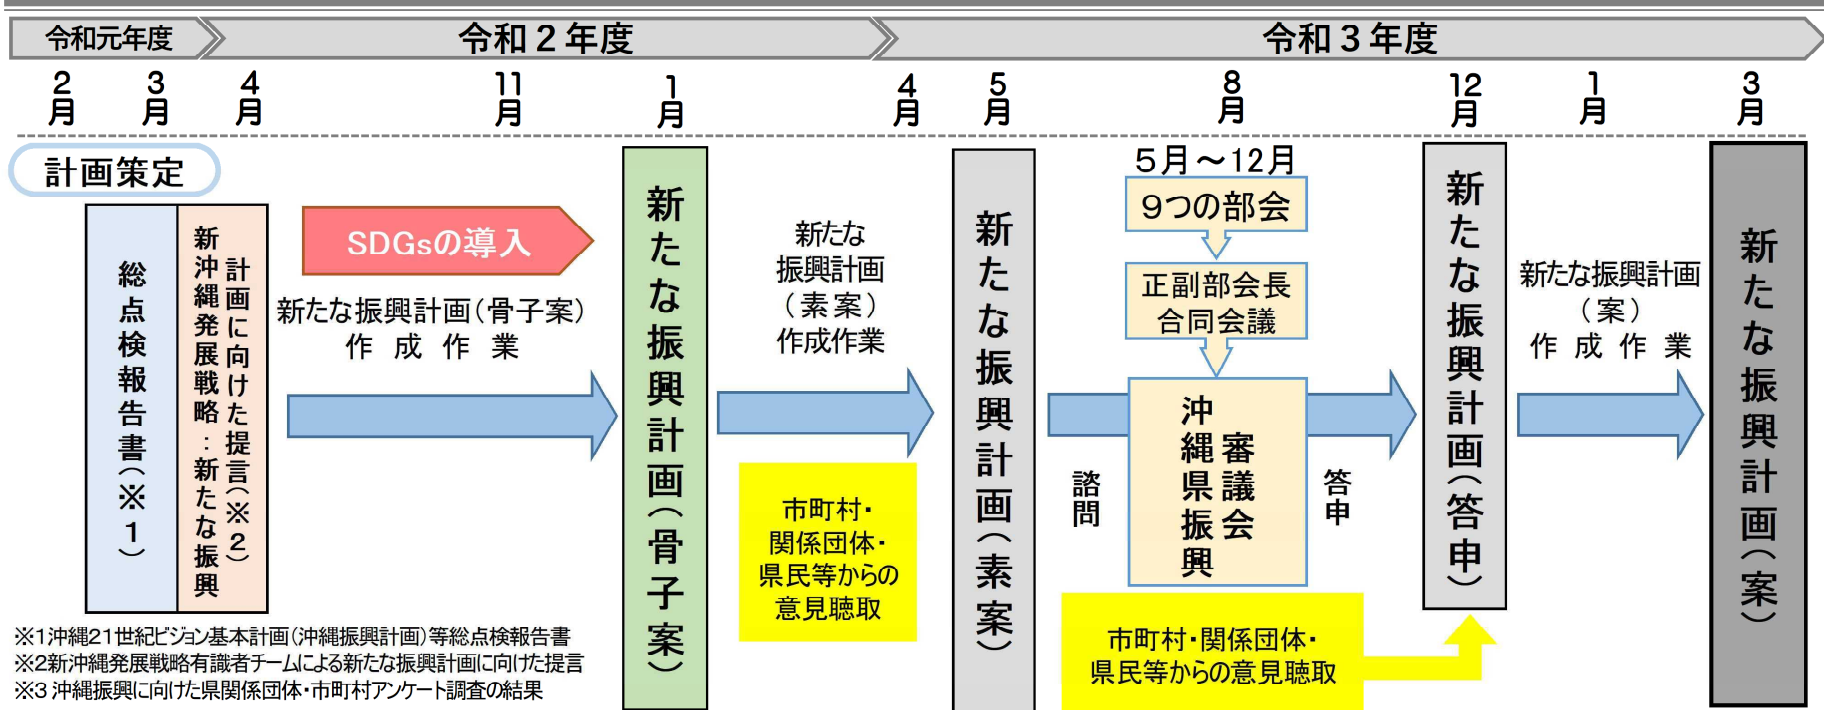 令和元年度
令和２年度
令和３年度
2月
3月
4月
11月
1月
4月
5月
8月
12月
1月
3月
計画策定
総点検報告書（※１）
新沖縄発展戦略：新たな振興
計画に向けた提言（※２）
SDGsの導入
新たな振興計画（骨子案）
作成作業
新たな振興計画（骨子案）
新たな
振興計画
（素案）
作成作業
市町村・
関係団体・
県民等からの
意見聴取
新たな振興計画（素案）
5月～12月
9つの部会
正副部会長
合同会議
諮問
沖縄県振興
審議会
答申
市町村・関係団体・
県民等からの意見聴取
新たな振興計画（答申）
新たな振興計画
（案）
作成作業
新たな振興計画（案）
※1沖縄21世紀ビジョン基本計画（沖縄振興計画）等総点検報告書
※2新沖縄発展戦略有識者チームによる新たな振興計画に向けた提言
※3沖縄振興に向けた県関係団体・市町村アンケート調査の結果